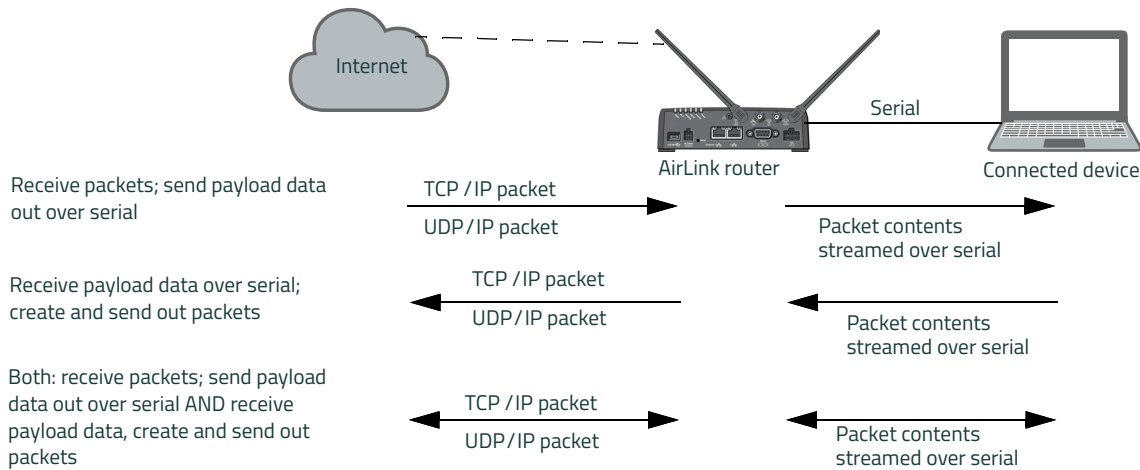 Internet
Serial
AirLink router
Connected device
Receive packets; send payload data
out over serial
TCP /IP packet
UDP/IP packet
Packet contents
streamed over serial
Receive payload data over serial;
create and send out packets
TCP /IP packet
UDP/IP packet
Packet contents
streamed over serial
Both: receive packets; send payload
data out over serial AND receive
payload data, create and send out
packets
TCP /IP packet
UDP/IP packet
Packet contents
streamed over serial